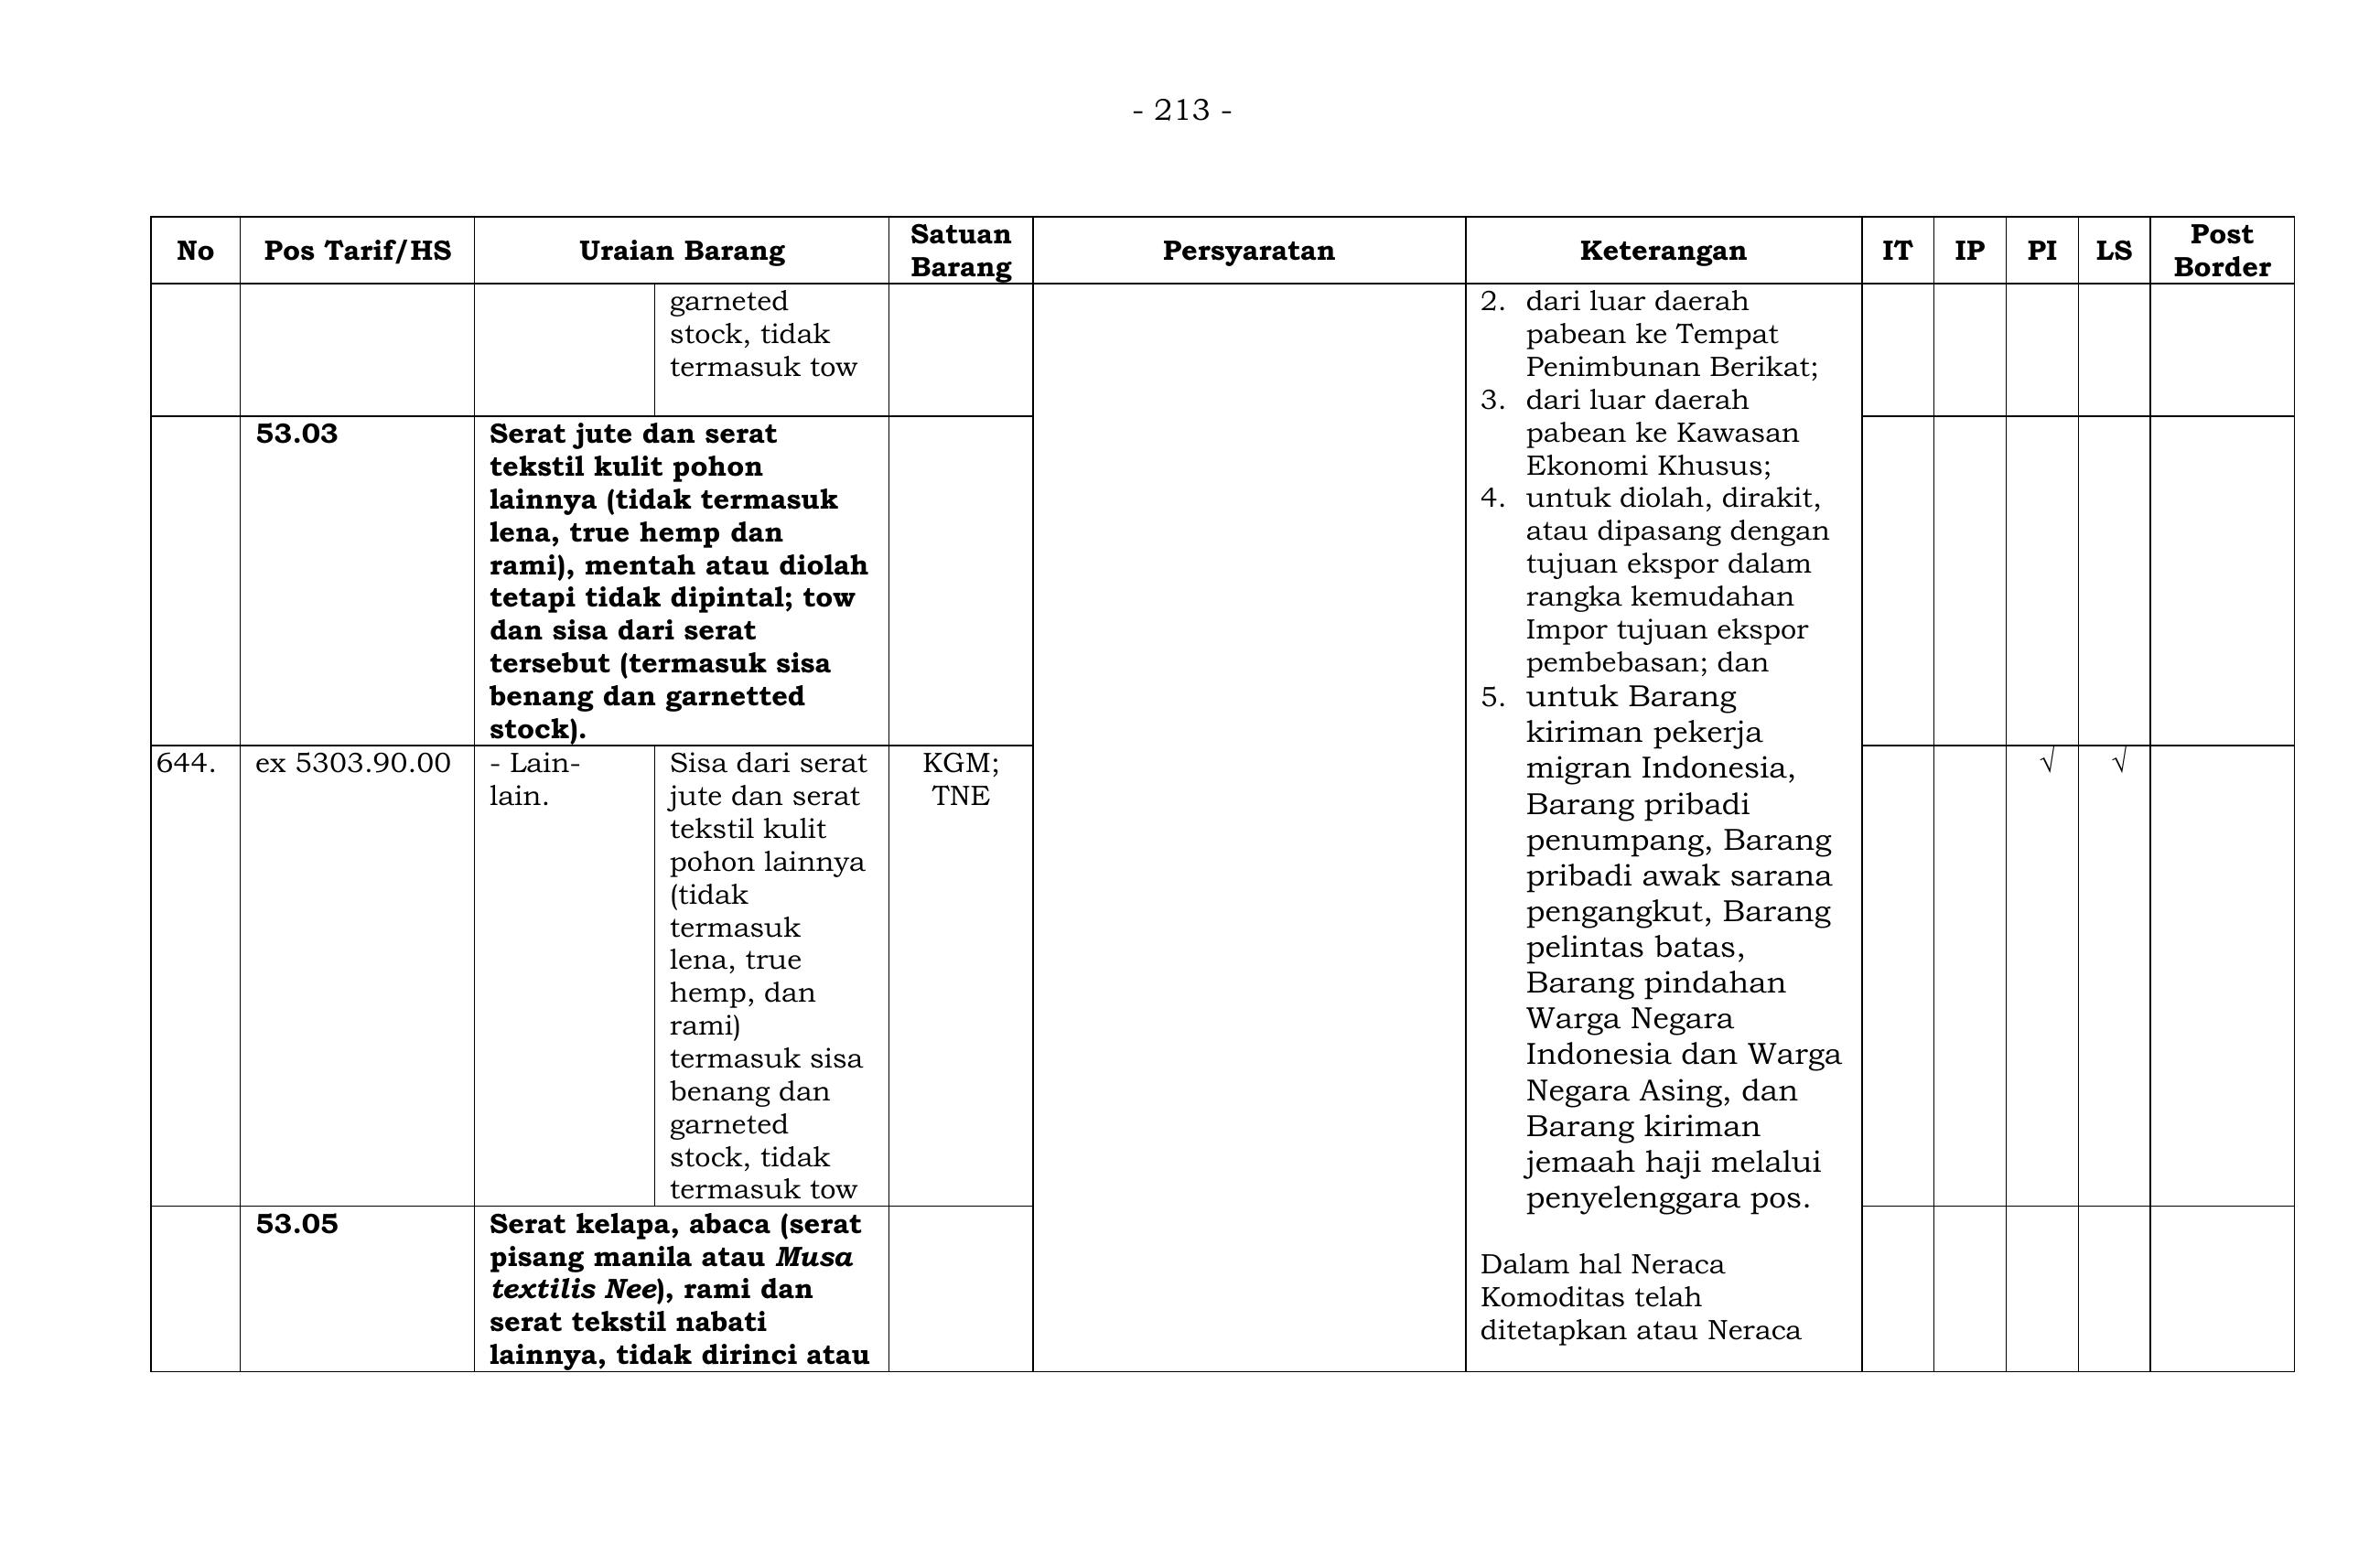 - 213 -
No
Pos Tarif/HS
Uraian Barang
Satuan
Barang
Persyaratan
Keterangan
IT
IP
PI
LS
Post
Border
garneted
stock, tidak
termasuk tow
53.03
Serat jute dan serat
tekstil kulit pohon
lainnya (tidak termasuk
lena, true hemp dan
rami), mentah atau diolah
tetapi tidak dipintal; tow
dan sisa dari serat
tersebut (termasuk sisa
benang dan garnetted
stock).
644.
ex 5303.90.00
- Lain-
lain.
Sisa dari serat
jute dan serat
tekstil kulit
pohon lainnya
(tidak
termasuk
lena, true
hemp, dan
rami)
termasuk sisa
benang dan
garneted
stock, tidak
termasuk tow
KGM;
TNE
√
√
53.05
Serat kelapa, abaca (serat
pisang manila atau Musa
textilis Nee), rami dan
serat tekstil nabati
lainnya, tidak dirinci atau
2. dari luar daerah
pabean ke Tempat
Penimbunan Berikat;
3. dari luar daerah
pabean ke Kawasan
Ekonomi Khusus;
4. untuk diolah, dirakit,
atau dipasang dengan
tujuan ekspor dalam
rangka kemudahan
Impor tujuan ekspor
pembebasan; dan
5. untuk Barang
kiriman pekerja
migran Indonesia,
Barang pribadi
penumpang, Barang
pribadi awak sarana
pengangkut, Barang
pelintas batas,
Barang pindahan
Warga Negara
Indonesia dan Warga
Negara Asing, dan
Barang kiriman
jemaah haji melalui
penyelenggara pos.
Dalam hal Neraca
Komoditas telah
ditetapkan atau Neraca